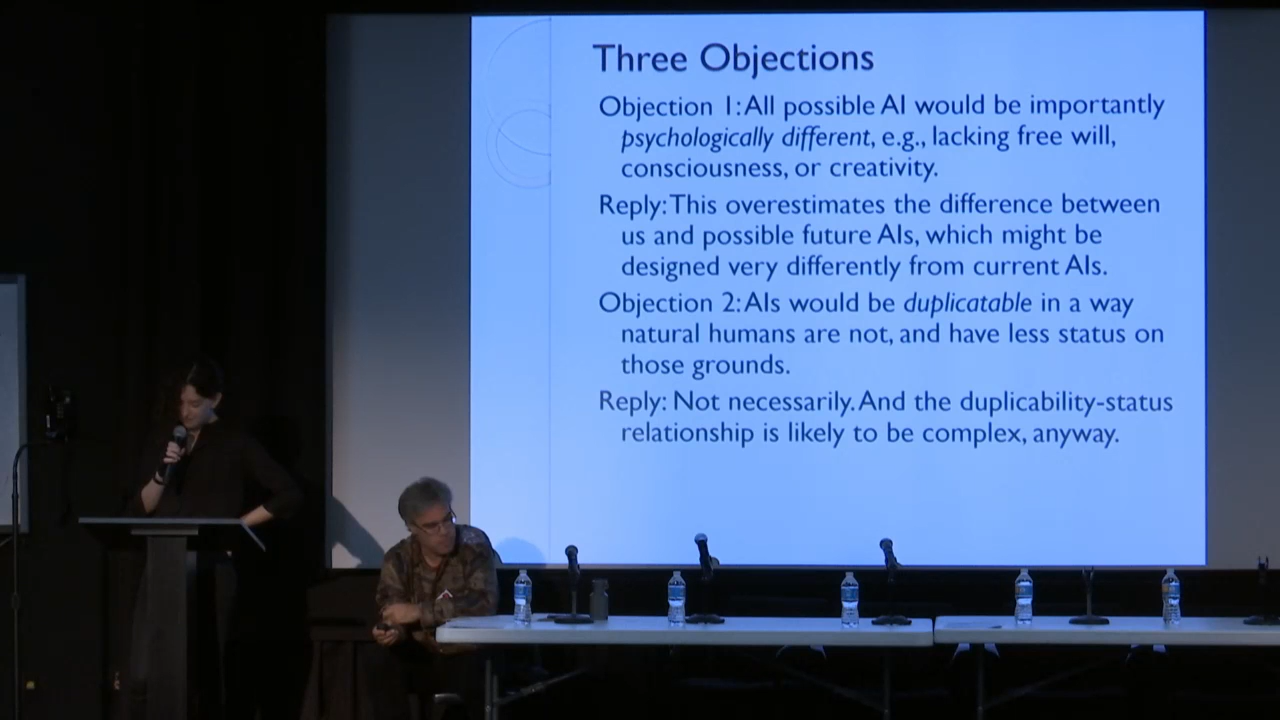 Three Objections
Objection 1: All possible AI would be importantly
psychologically different, e.g., lacking free will,
consciousness, or creativity.
Reply: This overestimates the difference between
us and possible future AIs, which might be
designed very differently from current AIs.
Objection 2: AIs would be duplicatable in a way
natural humans are not, and have less status on
those grounds.
Reply: Not necessarily. And the duplicability-status
relationship is likely to be complex, anyway.